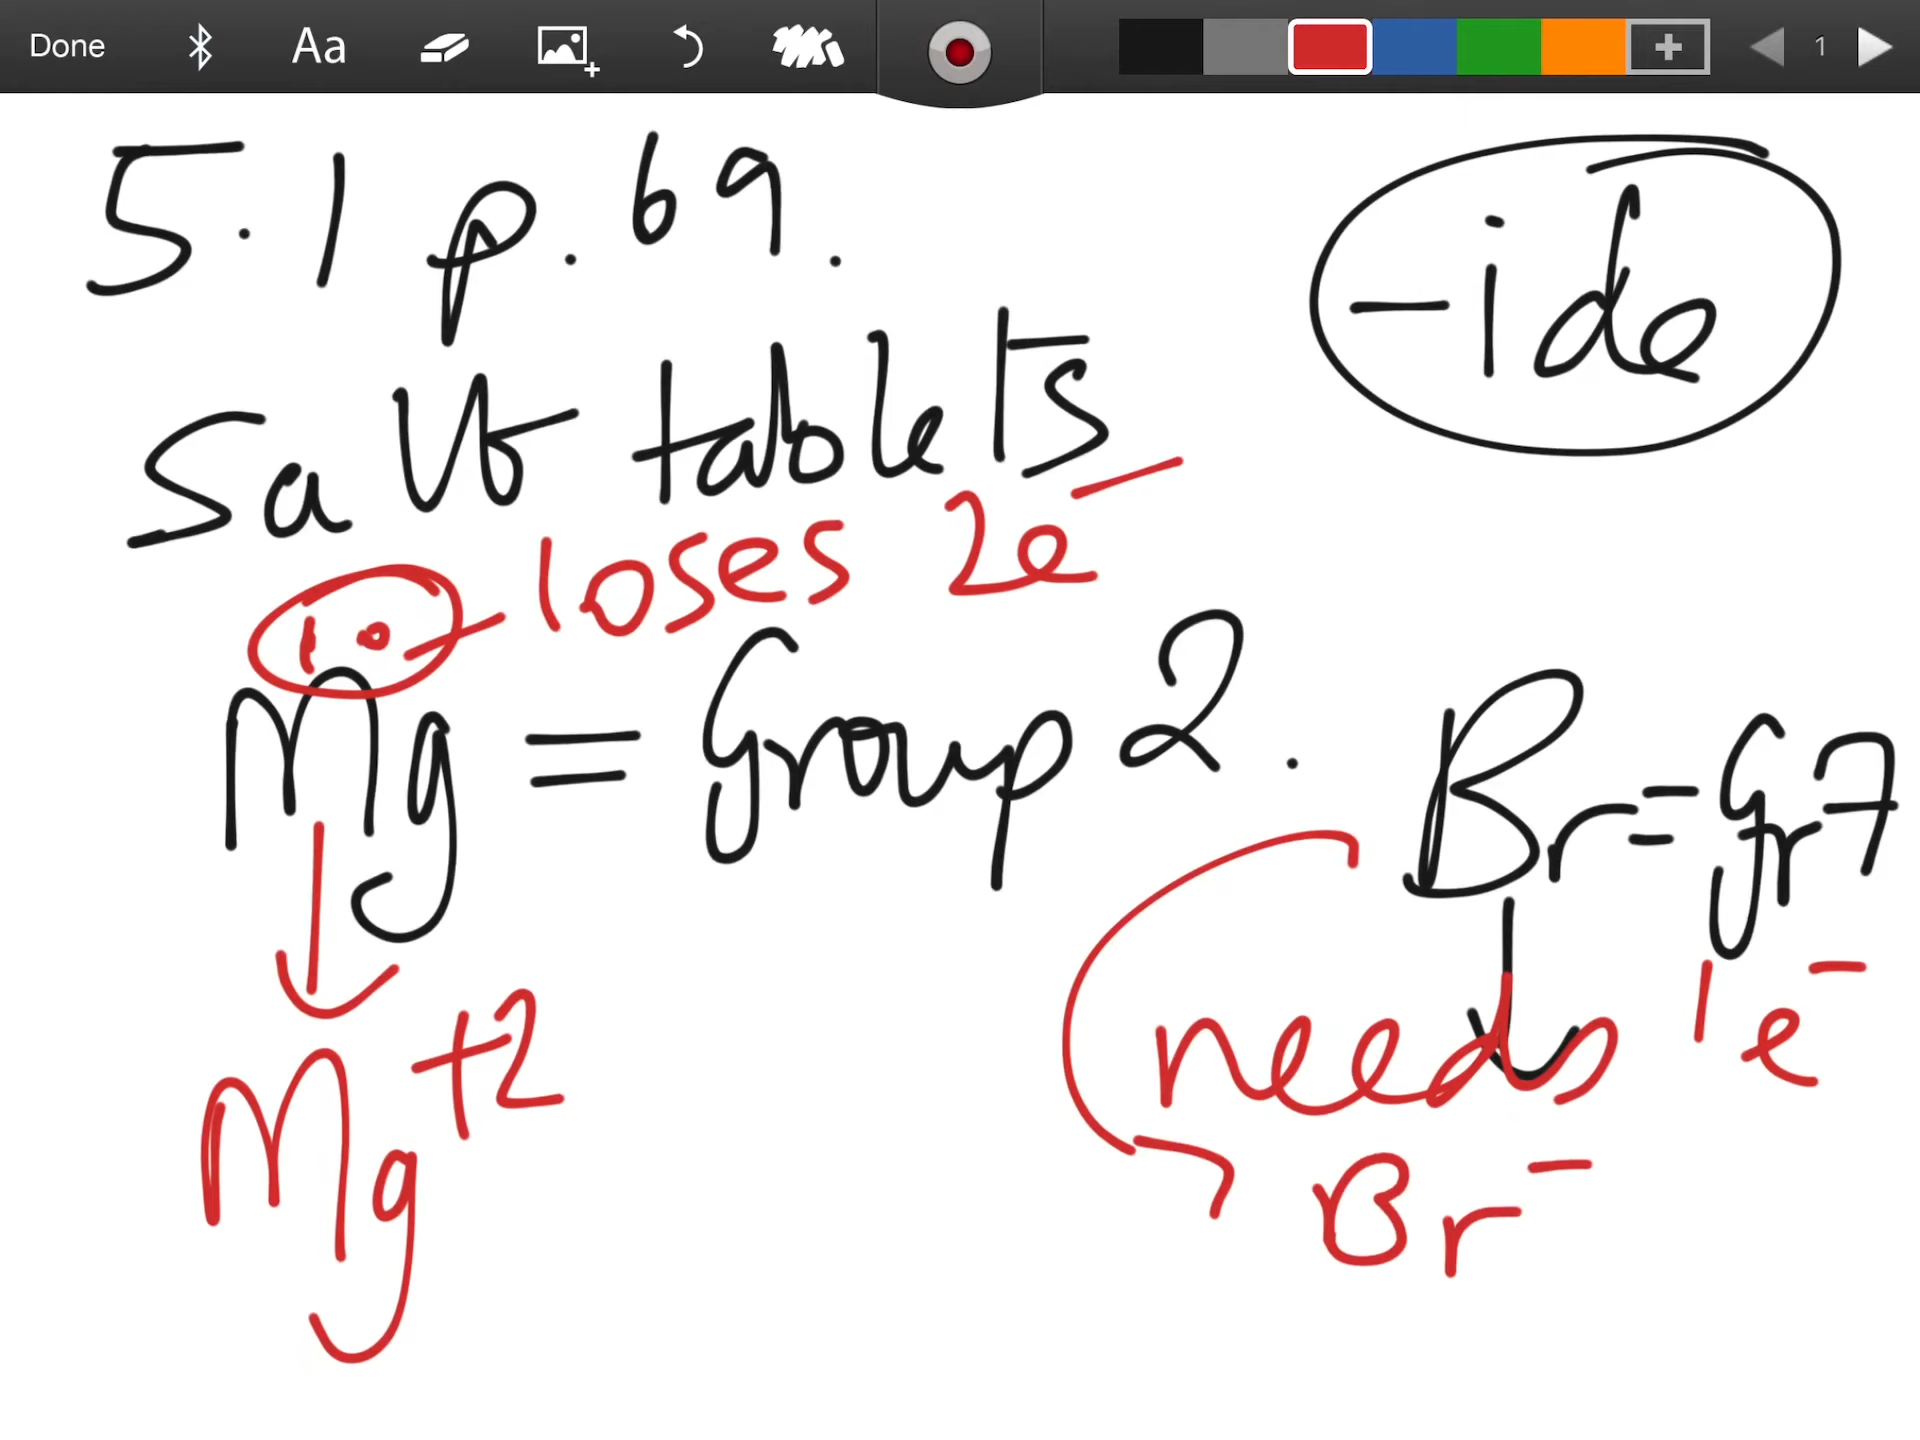 Done Aa 1
5.1 p. 69.
-ide
Salt tablets
loses 2e-
Mg = Group 2.
Br = Gr 7
needs 1e-
Mg+2
Br-